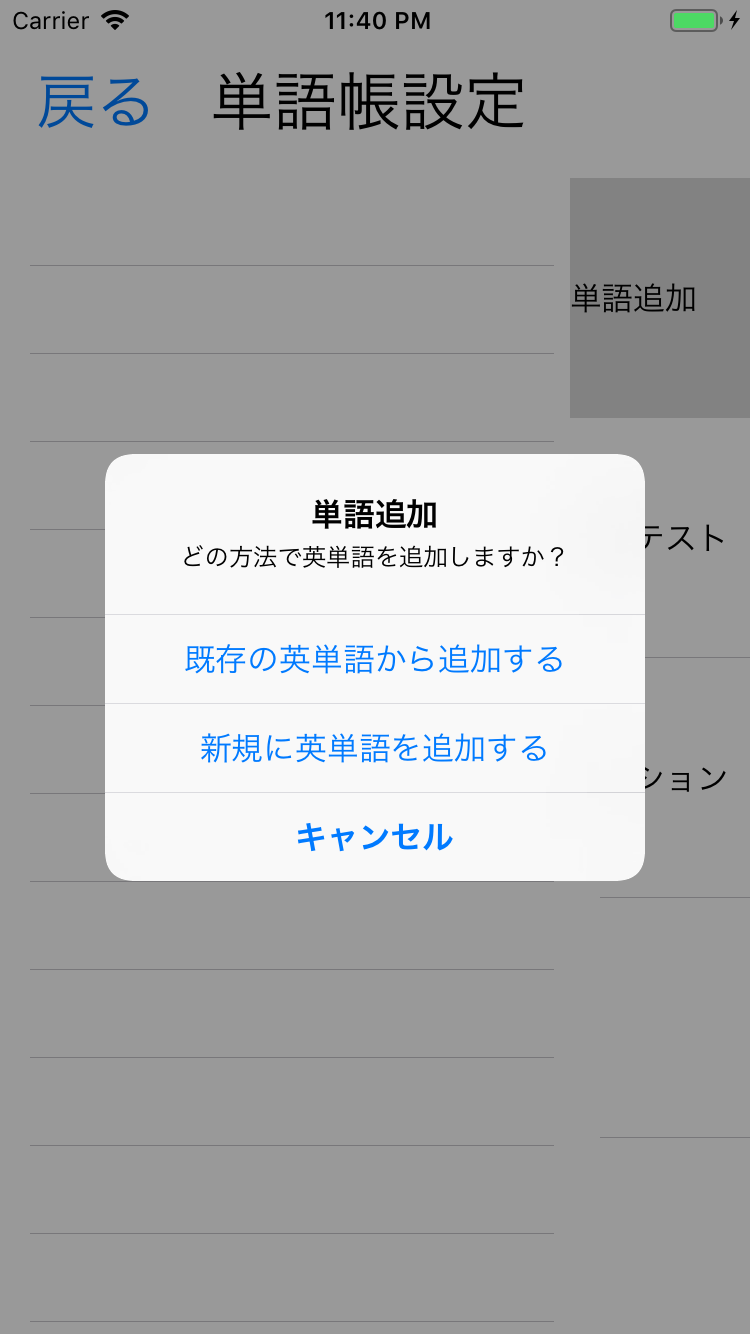 Carrier 11:40 PM
戻る 単語帳設定
単語追加
テスト
ション
単語追加
どの方法で英単語を追加しますか？
既存の英単語から追加する
新規に英単語を追加する
キャンセル